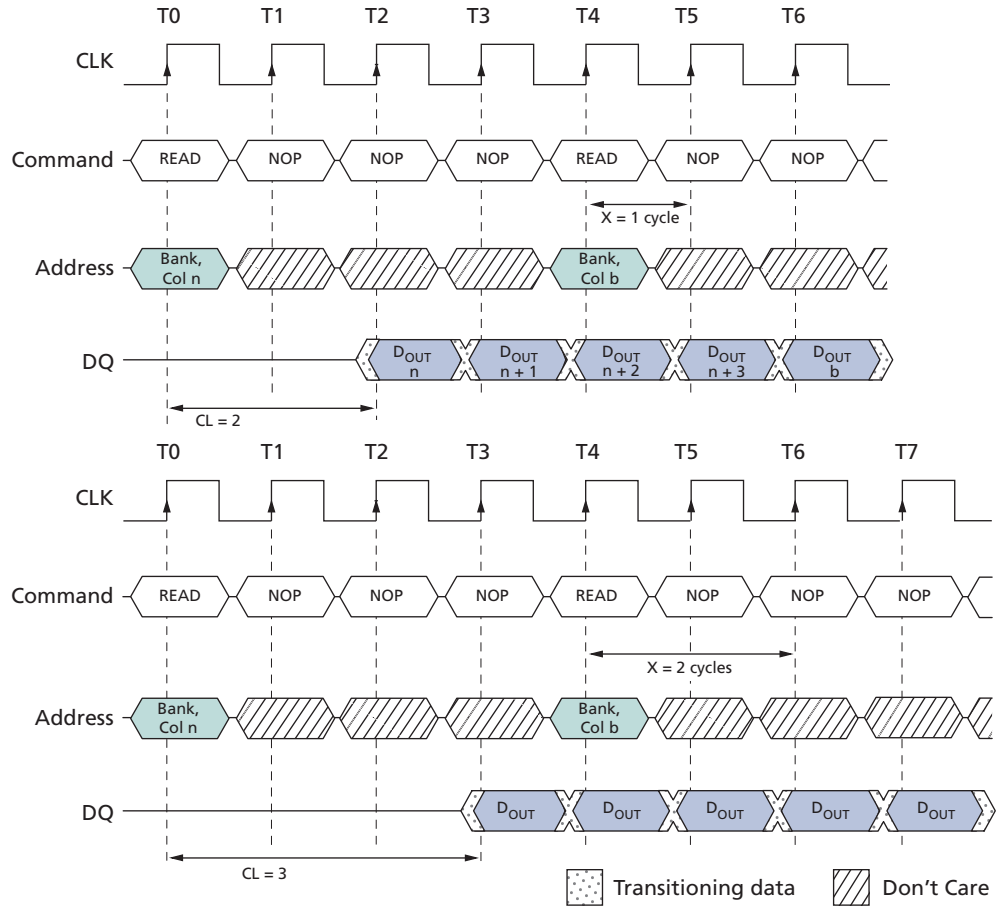 T0 T1 T2 T3 T4 T5 T6
CLK
Command READ NOP NOP NOP READ NOP NOP
X = 1 cycle
Address Bank, Col n Bank, Col b
DQ DOUT n DOUT n + 1 DOUT n + 2 DOUT n + 3 DOUT b
CL = 2
T0 T1 T2 T3 T4 T5 T6 T7
CLK
Command READ NOP NOP NOP READ NOP NOP NOP
X = 2 cycles
Address Bank, Col n Bank, Col b
DQ DOUT DOUT DOUT DOUT DOUT
CL = 3
Transitioning data Don't Care